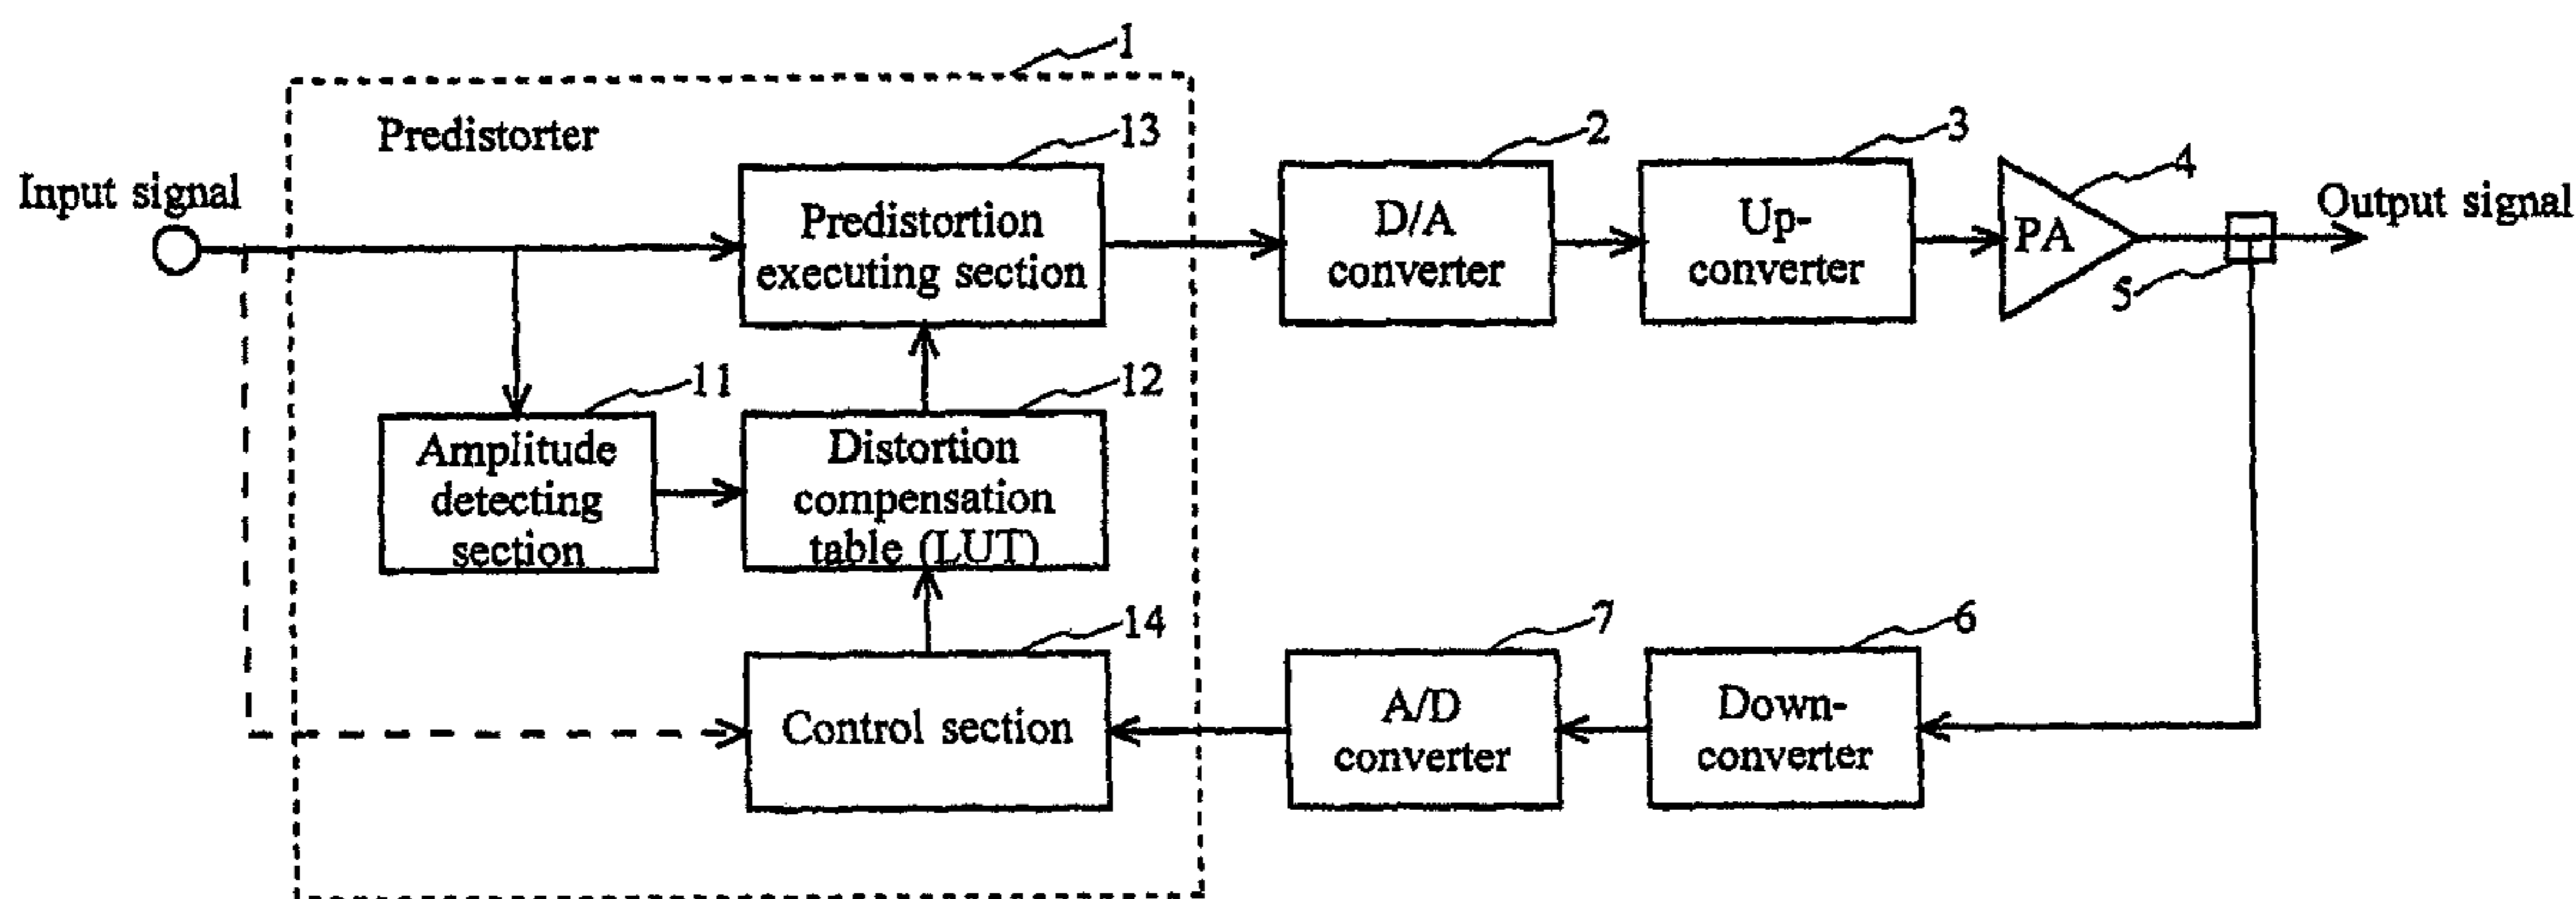 1
Predistorter
Input signal
13
Predistortion
executing section
2
D/A
converter
3
Up-
converter
4
PA
Output signal
5
11
Amplitude
detecting
section
12
Distortion
compensation
table (LUT)
14
Control section
7
A/D
converter
6
Down-
converter